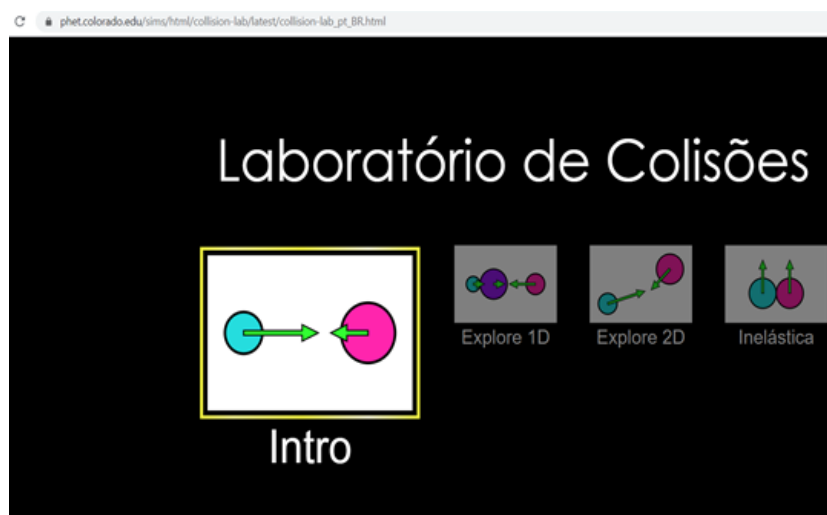 phet.colorado.edu/sims/html/collision-lab/latest/collision-lab_pt_BR.html
Laboratório de Colisões
Intro
Explore 1D
Explore 2D
Inelástica